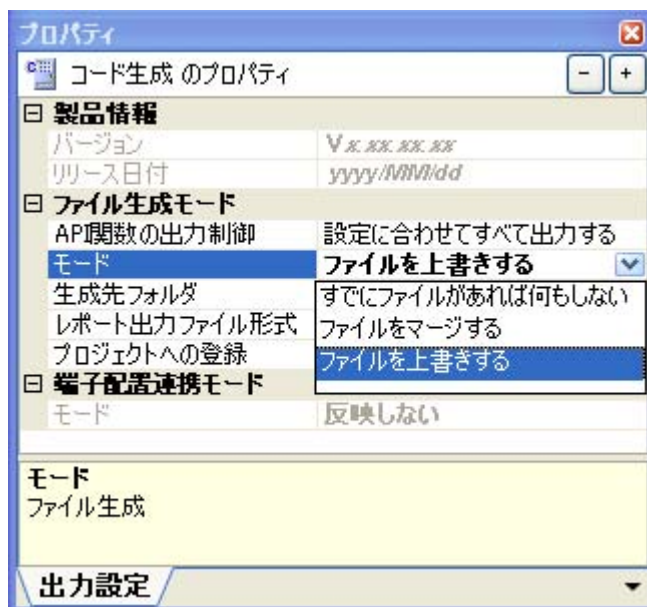 プロパティ
コード生成 のプロパティ
製品情報
バージョン Vx.xx.xx.xx
リリース日付 yyyy/MM/dd
ファイル生成モード
API関数の出力制御 設定に合わせてすべて出力する
モード ファイルを上書きする
生成先フォルダ すでにファイルがあれば何もしない
レポート出力ファイル形式 ファイルをマージする
プロジェクトへの登録 ファイルを上書きする
端子配置連携モード
モード 反映しない
モード
ファイル生成
出力設定